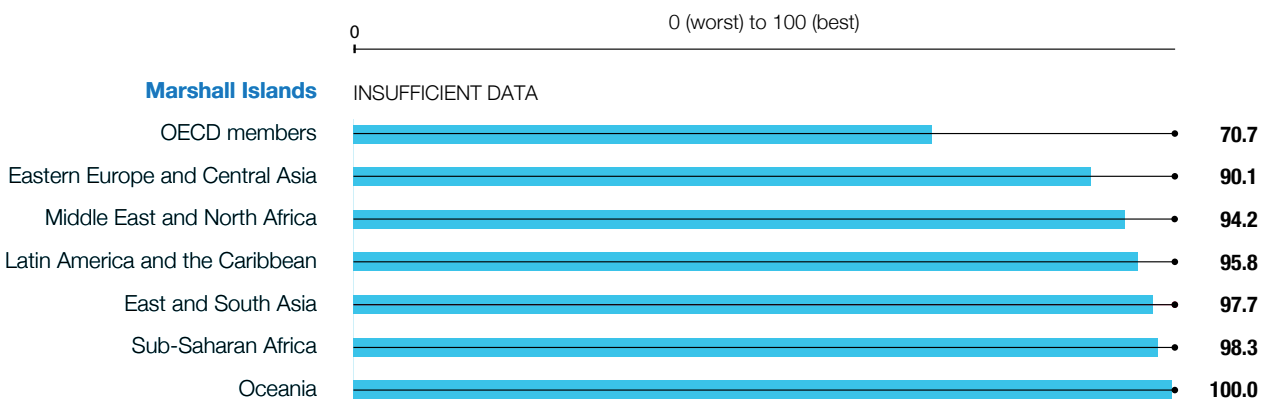 0 (worst) to 100 (best)
0
Marshall Islands INSUFFICIENT DATA
OECD members 70.7
Eastern Europe and Central Asia 90.1
Middle East and North Africa 94.2
Latin America and the Caribbean 95.8
East and South Asia 97.7
Sub-Saharan Africa 98.3
Oceania 100.0